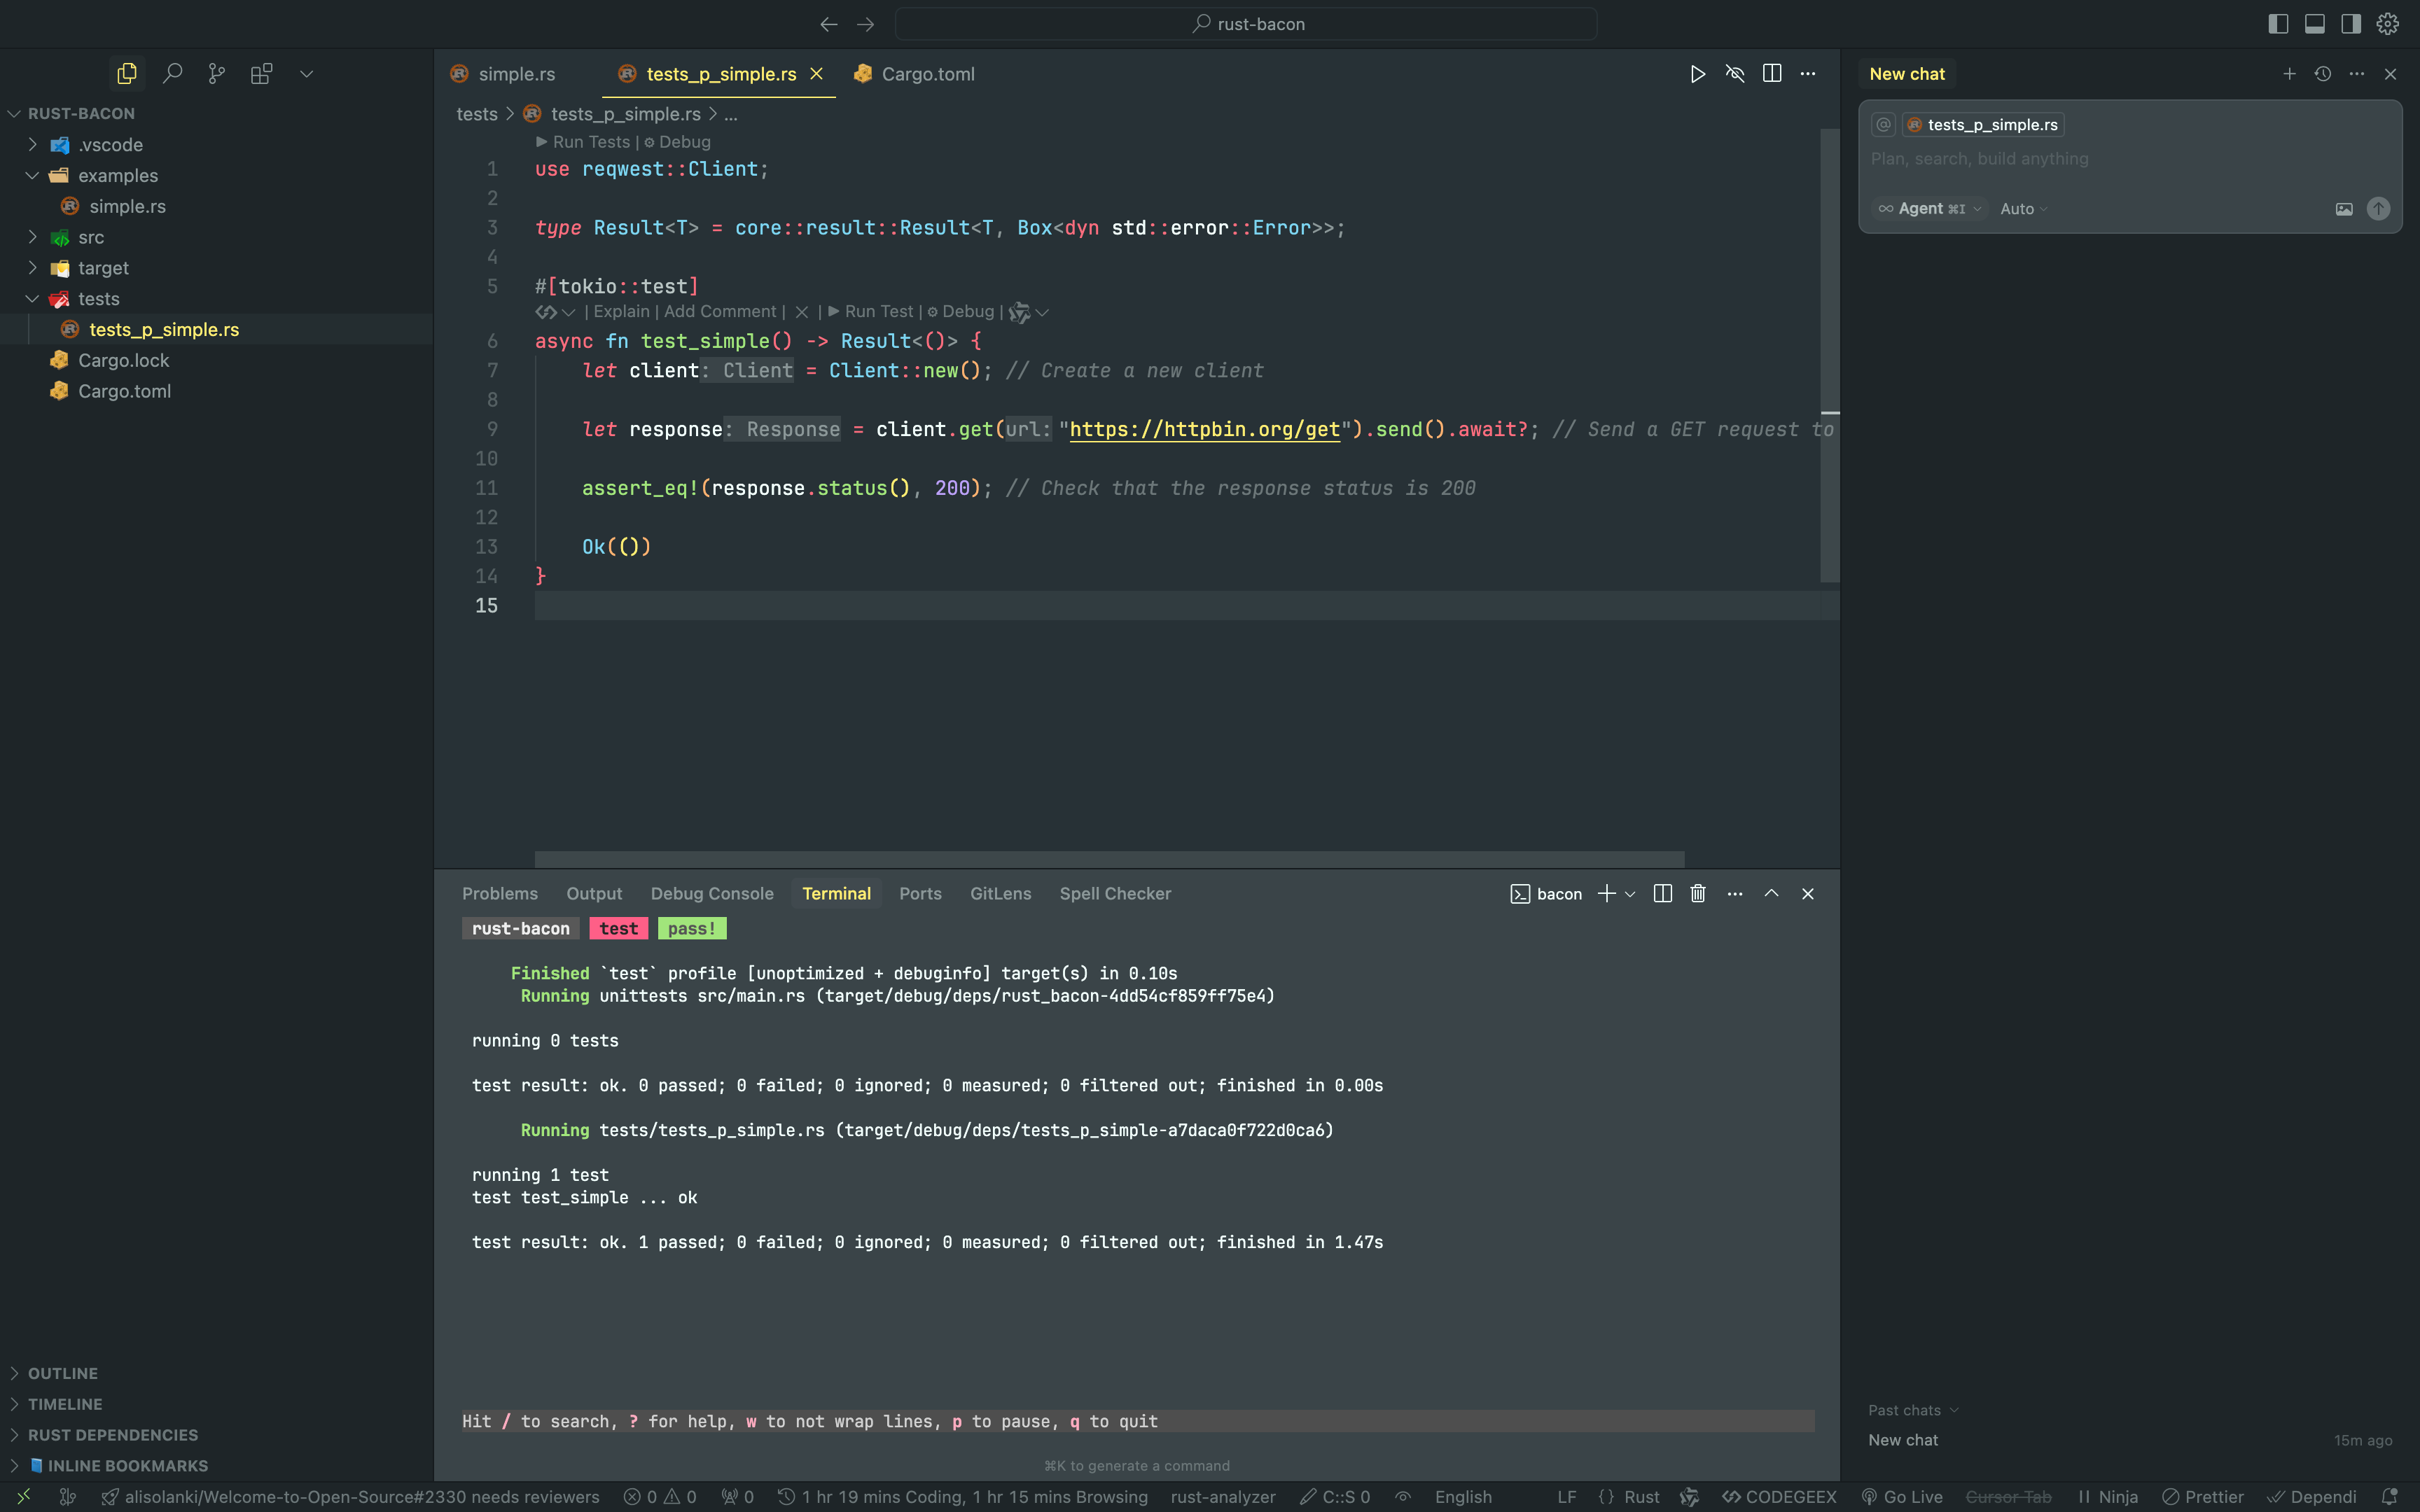 rust-bacon
RUST-BACON
.vscode
examples
simple.rs
src
target
tests
tests_p_simple.rs
Cargo.lock
Cargo.toml
OUTLINE
TIMELINE
RUST DEPENDENCIES
INLINE BOOKMARKS
simple.rs tests_p_simple.rs Cargo.toml
tests > tests_p_simple.rs > ...
Run Tests | Debug
1 use reqwest::Client;
2
3 type Result<T> = core::result::Result<T, Box<dyn std::error::Error>>;
4
5 #[tokio::test]
| Explain | Add Comment | X | Run Test | Debug |
6 async fn test_simple() -> Result<()> {
7 let client: Client = Client::new(); // Create a new client
8
9 let response: Response = client.get(url: "https://httpbin.org/get").send().await?; // Send a GET request to
10
11 assert_eq!(response.status(), 200); // Check that the response status is 200
12
13 Ok(())
14 }
15
Problems Output Debug Console Terminal Ports GitLens Spell Checker bacon
rust-bacon test pass!
Finished `test` profile [unoptimized + debuginfo] target(s) in 0.10s
Running unittests src/main.rs (target/debug/deps/rust_bacon-4dd54cf859ff75e4)
running 0 tests
test result: ok. 0 passed; 0 failed; 0 ignored; 0 measured; 0 filtered out; finished in 0.00s
Running tests/tests_p_simple.rs (target/debug/deps/tests_p_simple-a7daca0f722d0ca6)
running 1 test
test test_simple ... ok
test result: ok. 1 passed; 0 failed; 0 ignored; 0 measured; 0 filtered out; finished in 1.47s
Hit / to search, ? for help, w to not wrap lines, p to pause, q to quit
⌘K to generate a command
New chat
@ tests_p_simple.rs
Plan, search, build anything
∞ Agent ⌘I Auto
Past chats
New chat 15m ago
alisolanki/Welcome-to-Open-Source#2330 needs reviewers 0 0 0 1 hr 19 mins Coding, 1 hr 15 mins Browsing rust-analyzer C::S 0 English LF {} Rust CODEGEEX Go Live Cursor Tab Ninja Prettier Dependi